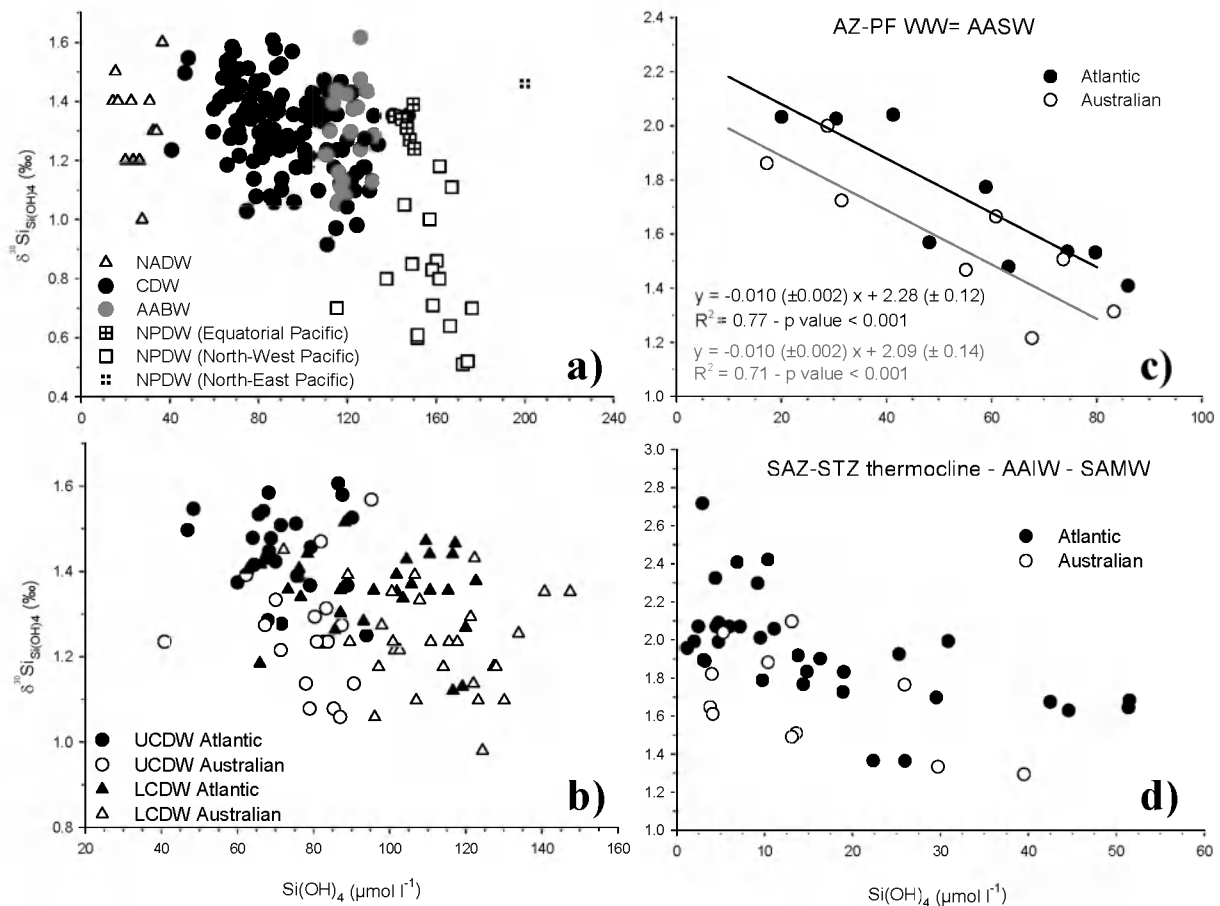 1.6
1.4
1.2
1.0
0.8
0.6
0.4
δ³⁰Si_Si(OH)4 (‰)
NADW
CDW
AABW
NPDW (Equatorial Pacific)
NPDW (North-West Pacific)
NPDW (North-East Pacific)
a)
0 40 80 120 160 200 240
2.4
2.2
2.0
1.8
1.6
1.4
1.2
1.0
AZ-PF WW= AASW
Atlantic
Australian
y = -0.010 (±0.002) x + 2.28 (± 0.12)
R² = 0.77 - p value < 0.001
y = -0.010 (±0.002) x + 2.09 (± 0.14)
R² = 0.71 - p value < 0.001
c)
0 20 40 60 80 100
1.6
1.4
1.2
1.0
0.8
δ³⁰Si_Si(OH)4 (‰)
UCDW Atlantic
UCDW Australian
LCDW Atlantic
LCDW Australian
b)
20 40 60 80 100 120 140 160
Si(OH)₄ (µmol l⁻¹)
3.0
2.8
2.6
2.4
2.2
2.0
1.8
1.6
1.4
1.2
1.0
SAZ-STZ thermocline - AAIW - SAMW
Atlantic
Australian
d)
0 10 20 30 40 50 60
Si(OH)₄ (µmol l⁻¹)